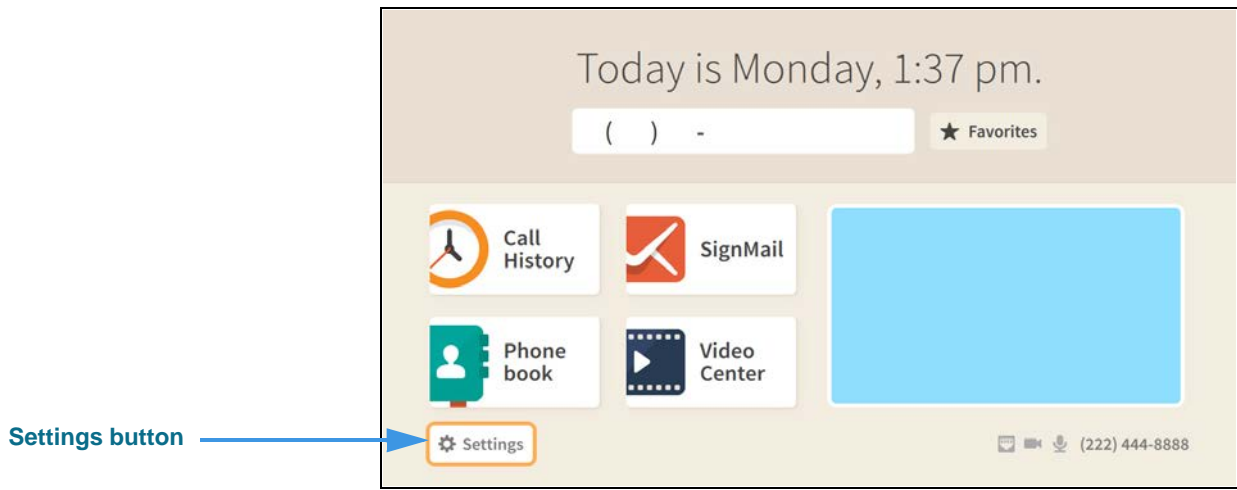 Today is Monday, 1:37 pm.
( ) -
Favorites
Call
History
SignMail
Phone
book
Video
Center
Settings button
Settings
(222) 444-8888